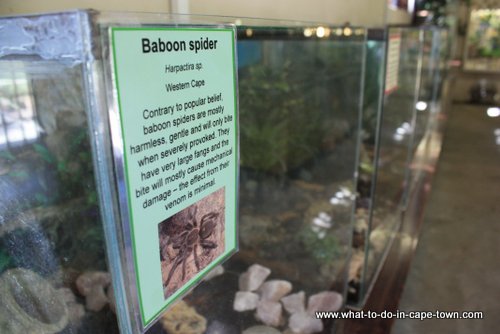 Baboon spider
Harpactira sp.
Western Cape
Contrary to popular belief,
baboon spiders are mostly
harmless, gentle and will only bite
when severely provoked. They
have very large fangs and the
bite will mostly cause mechanical
damage – the effect from their
venom is minimal.
www.what-to-do-in-cape-town.com